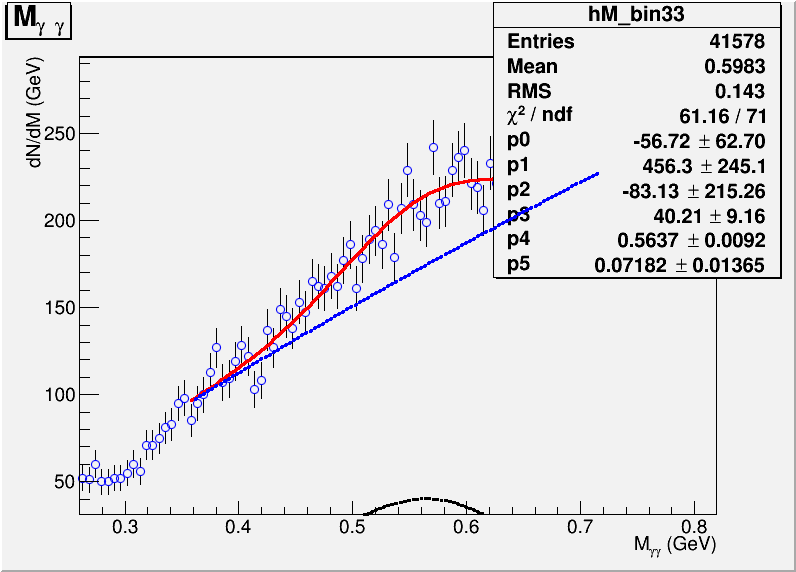 M γ γ
hM_bin33
Entries 41578
Mean 0.5983
RMS 0.143
χ² / ndf 61.16 / 71
p0 -56.72 ± 62.70
p1 456.3 ± 245.1
p2 -83.13 ± 215.26
p3 40.21 ± 9.16
p4 0.5637 ± 0.0092
p5 0.07182 ± 0.01365
dN/dM (GeV)
250
200
150
100
50
0.3 0.4 0.5 0.6 0.7 0.8
Mγγ (GeV)